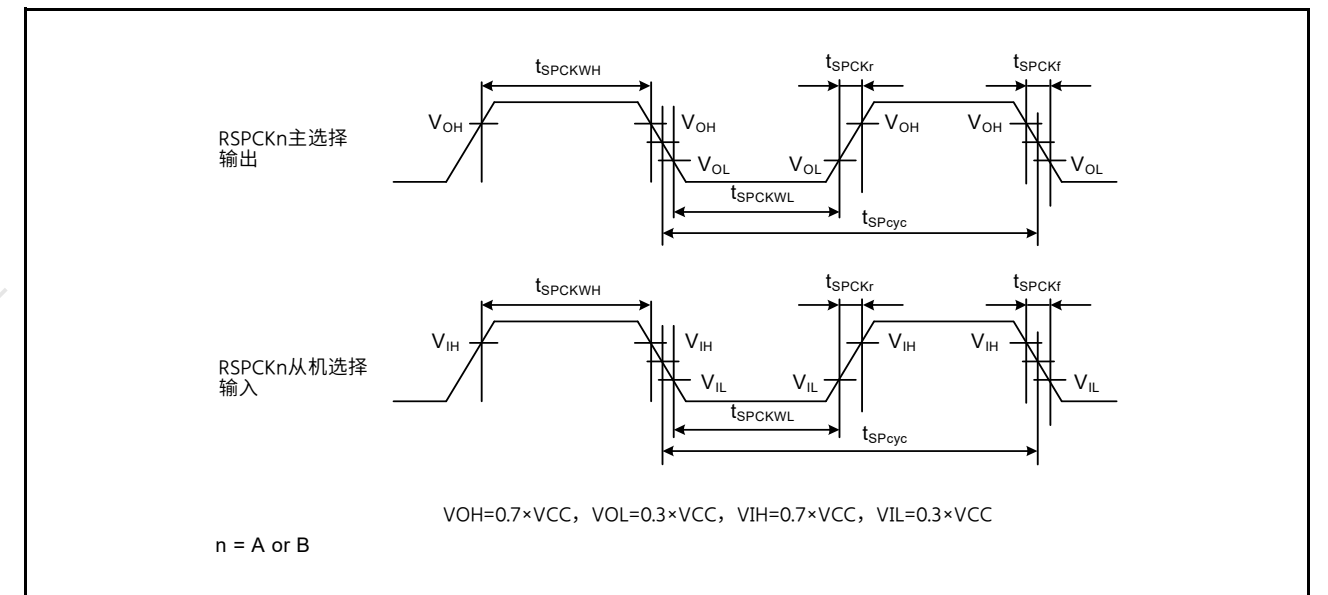 tSPCKWH
tSPCKr
tSPCKf
VOH
VOH
VOH
VOH
RSPCKn主选择
输出
VOL
VOL
VOL
tSPCKWL
tSPcyc
tSPCKWH
tSPCKr
tSPCKf
VIH
VIH
VIH
VIH
RSPCKn从机选择
输入
VIL
VIL
VIL
tSPCKWL
tSPcyc
VOH=0.7×VCC，VOL=0.3×VCC，VIH=0.7×VCC，VIL=0.3×VCC
n = A or B